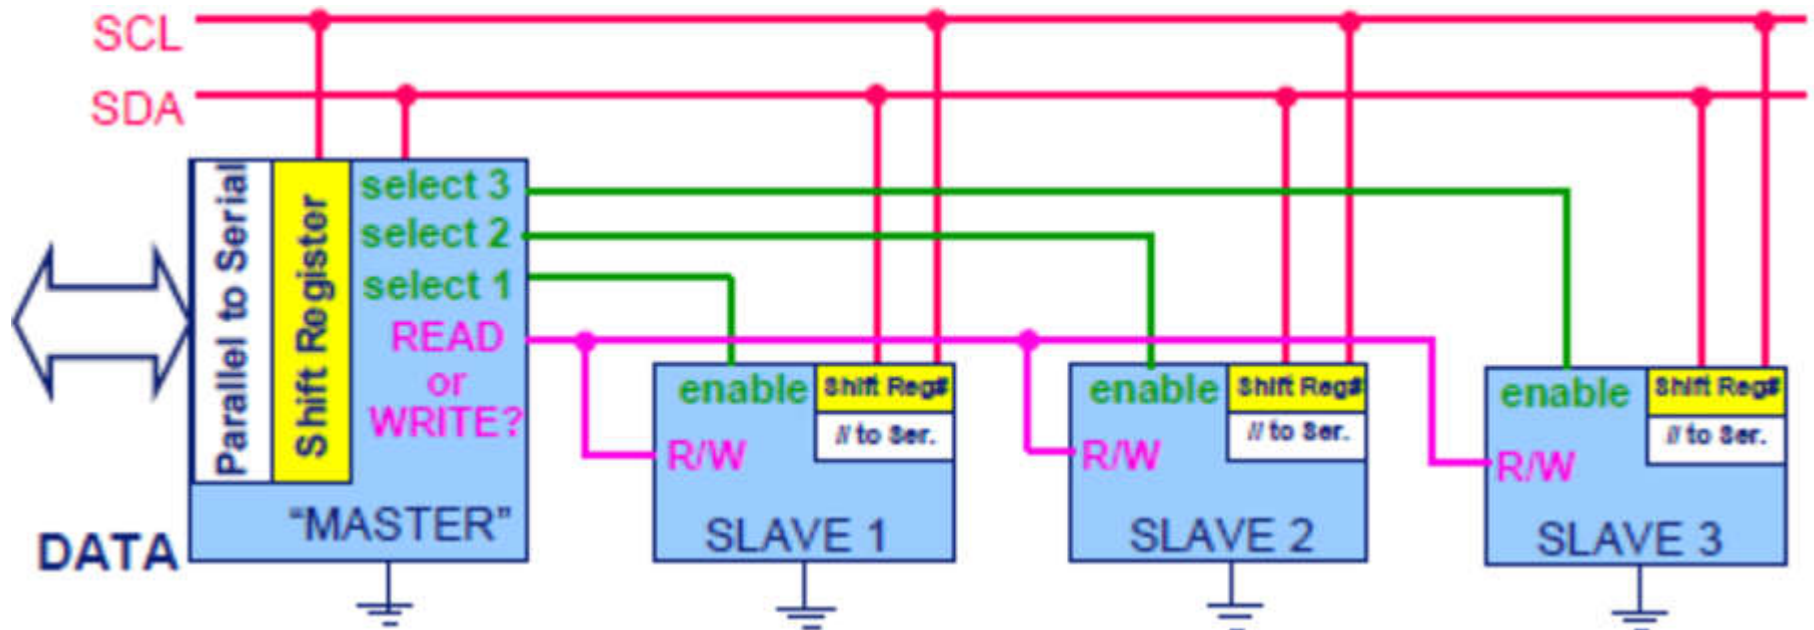 SCL
SDA
Parallel to Serial
Shift Register
select 3
select 2
select 1
READ
or
WRITE?
"MASTER"
DATA
enable
Shift Reg#
// to Ser.
R/W
SLAVE 1
enable
Shift Reg#
// to Ser.
R/W
SLAVE 2
enable
Shift Reg#
// to Ser.
R/W
SLAVE 3